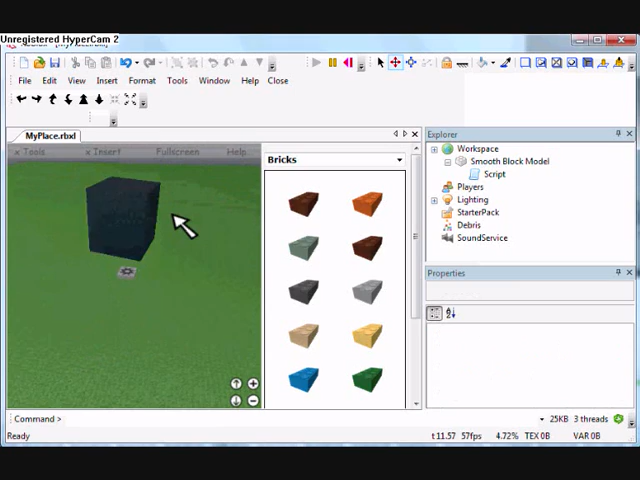 Unregistered HyperCam 2
File Edit View Insert Format Tools Window Help Close
MyPlace.rbxl
x Tools x Insert Fullscreen Help
Bricks
Explorer
Workspace
Smooth Block Model
Script
Players
Lighting
StarterPack
Debris
SoundService
Properties
Command >
25KB 3 threads
Ready
t 11.57 57fps 4.72% TEX 0B VAR 0B